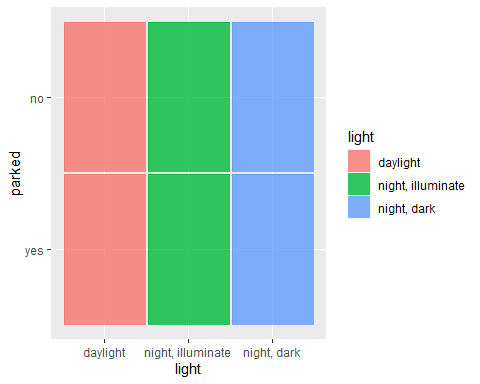 parked
no
yes
daylight
night, illuminate
night, dark
light
light
daylight
night, illuminate
night, dark